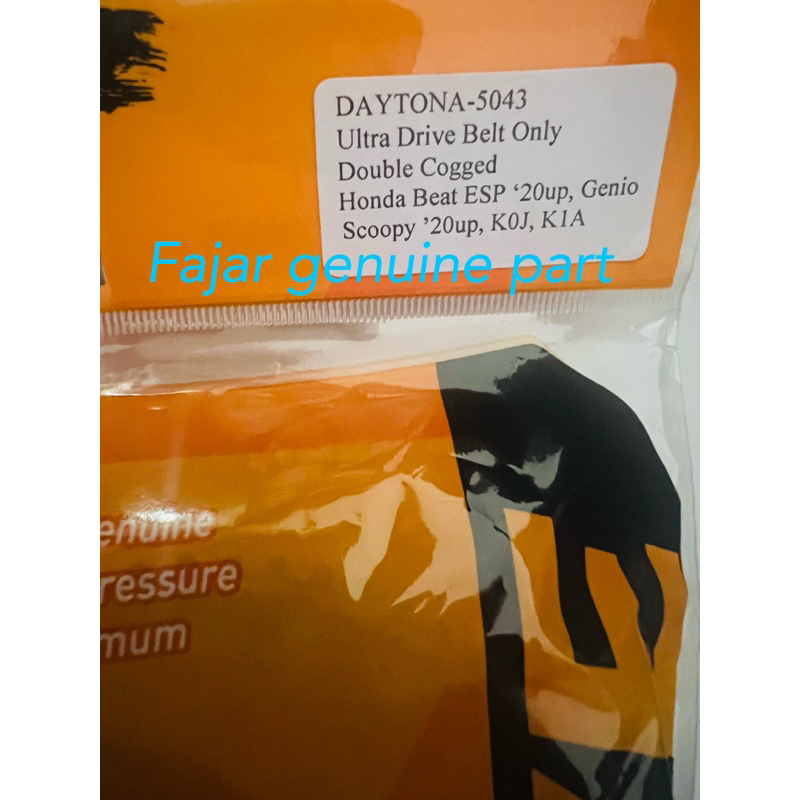 DAYTONA-5043
Ultra Drive Belt Only
Double Cogged
Honda Beat ESP ‘20up, Genio
Scoopy ’20up, K0J, K1A
Fajar genuine part
enuine
ressure
mum